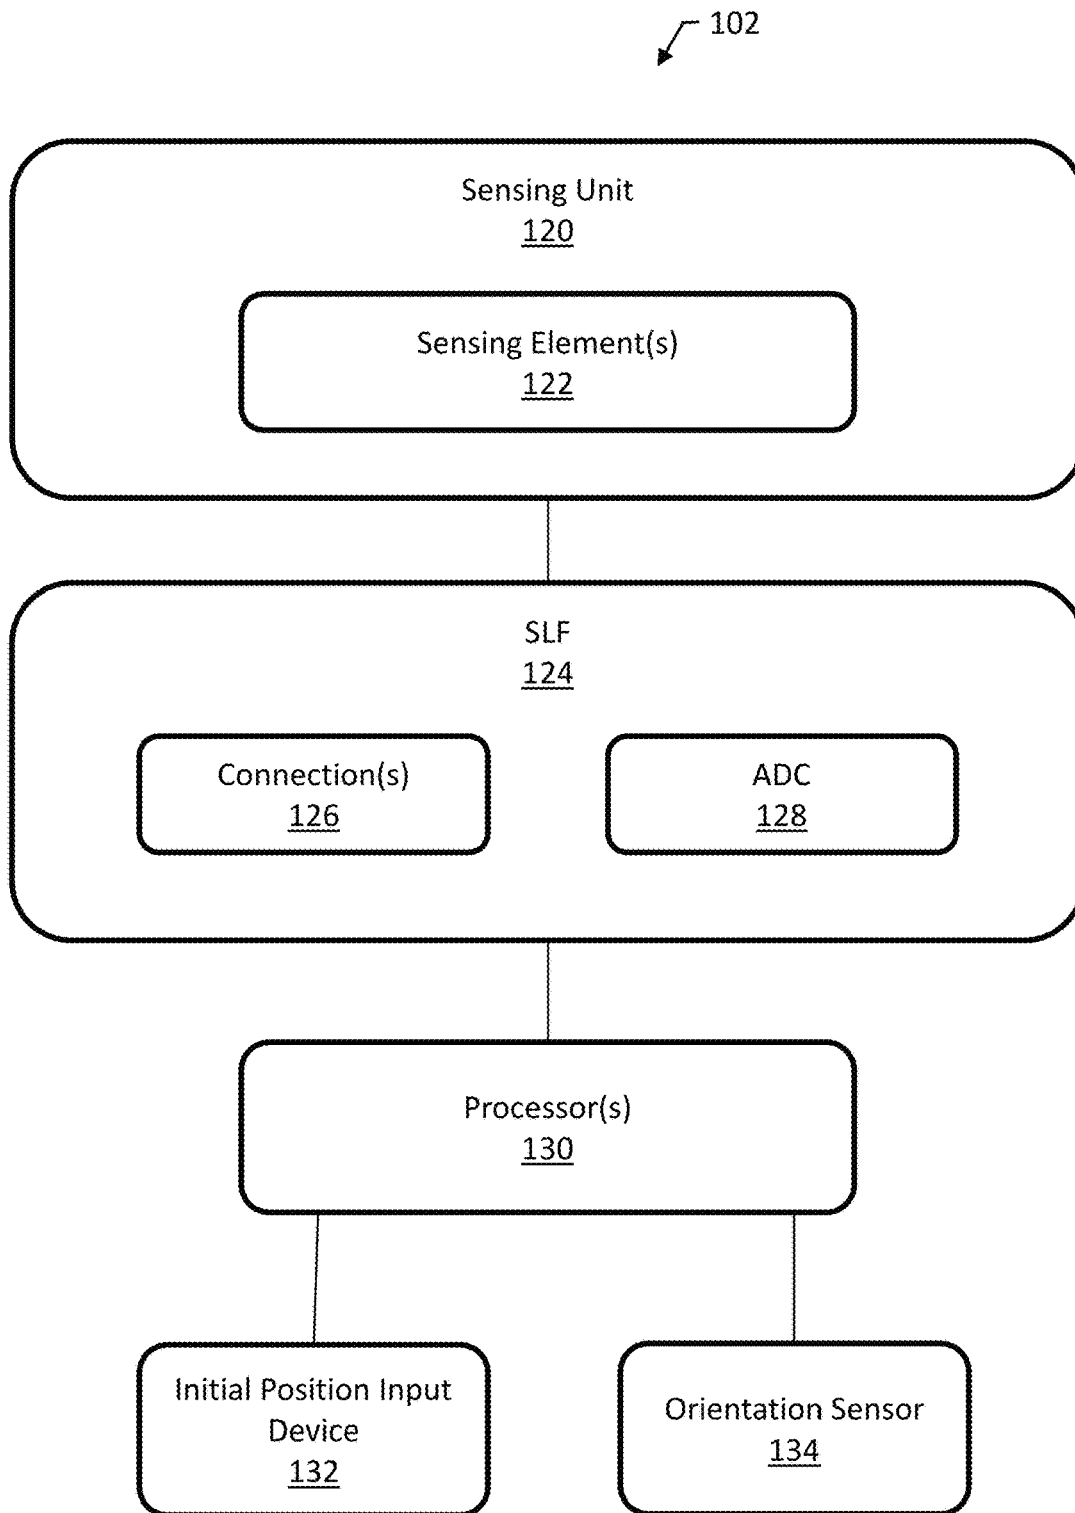 102
Sensing Unit
120
Sensing Element(s)
122
SLF
124
Connection(s)
126
ADC
128
Processor(s)
130
Initial Position Input
Device
132
Orientation Sensor
134